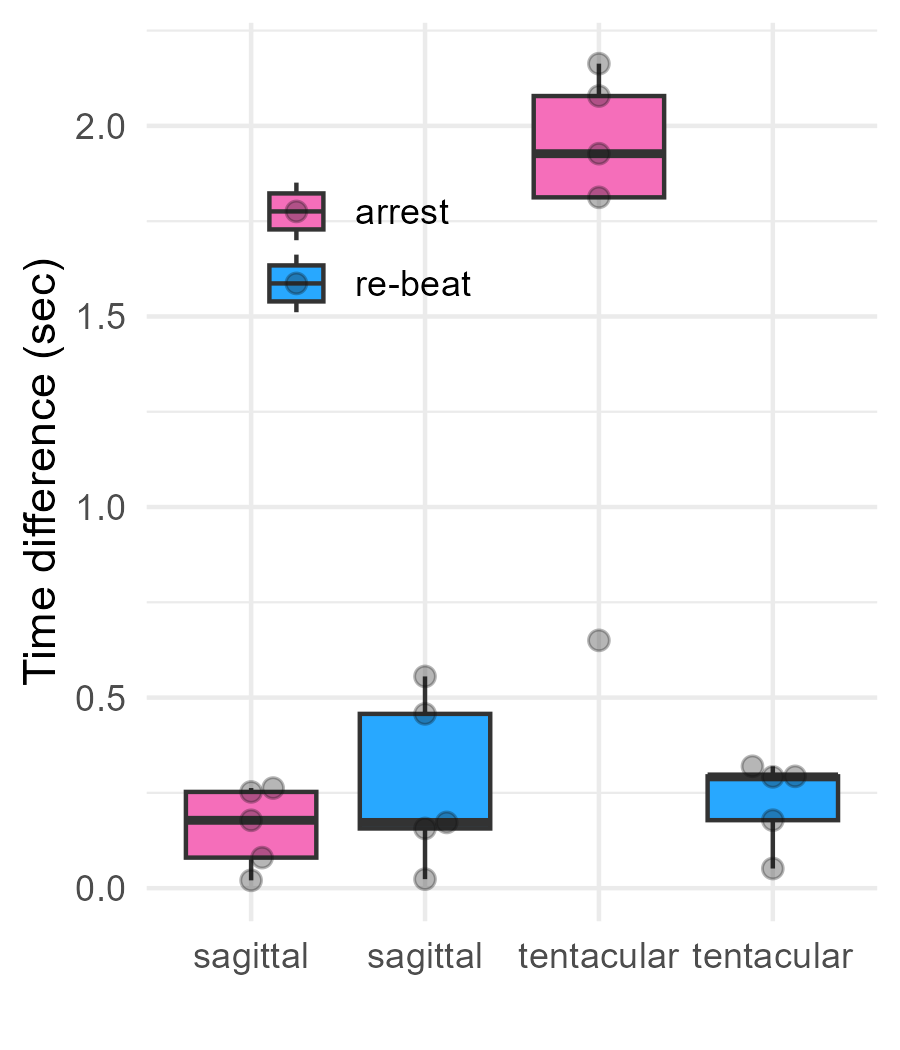 Time difference (sec)
2.0
1.5
1.0
0.5
0.0
arrest
re-beat
sagittal sagittal tentacular tentacular